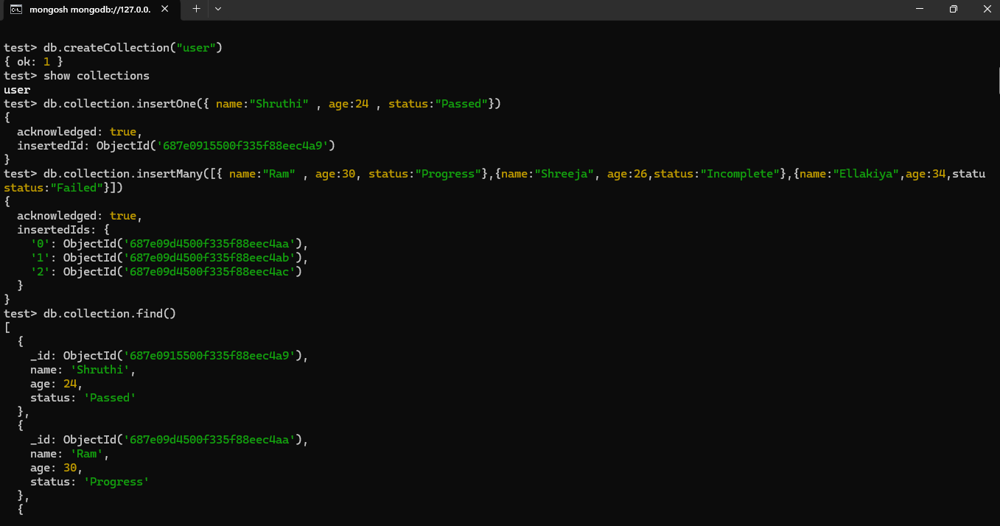 mongosh mongodb://127.0.0.
test> db.createCollection("user")
{ ok: 1 }
test> show collections
user
test> db.collection.insertOne({ name:"Shruthi" , age:24 , status:"Passed"})
{
  acknowledged: true,
  insertedId: ObjectId('687e0915500f335f88eec4a9')
}
test> db.collection.insertMany([{ name:"Ram" , age:30, status:"Progress"},{name:"Shreeja", age:26,status:"Incomplete"},{name:"Ellakiya",age:34,statu
status:"Failed"}])
{
  acknowledged: true,
  insertedIds: {
    '0': ObjectId('687e09d4500f335f88eec4aa'),
    '1': ObjectId('687e09d4500f335f88eec4ab'),
    '2': ObjectId('687e09d4500f335f88eec4ac')
  }
}
test> db.collection.find()
[
  {
    _id: ObjectId('687e0915500f335f88eec4a9'),
    name: 'Shruthi',
    age: 24,
    status: 'Passed'
  },
  {
    _id: ObjectId('687e09d4500f335f88eec4aa'),
    name: 'Ram',
    age: 30,
    status: 'Progress'
  },
  {